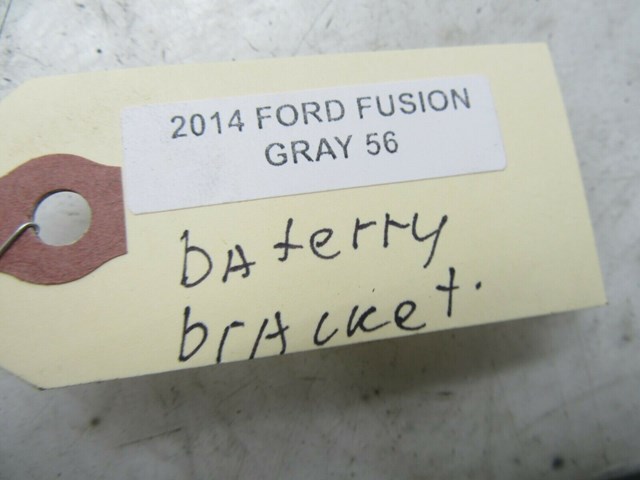 2014 FORD FUSION
GRAY 56
bAterry
brAcket.